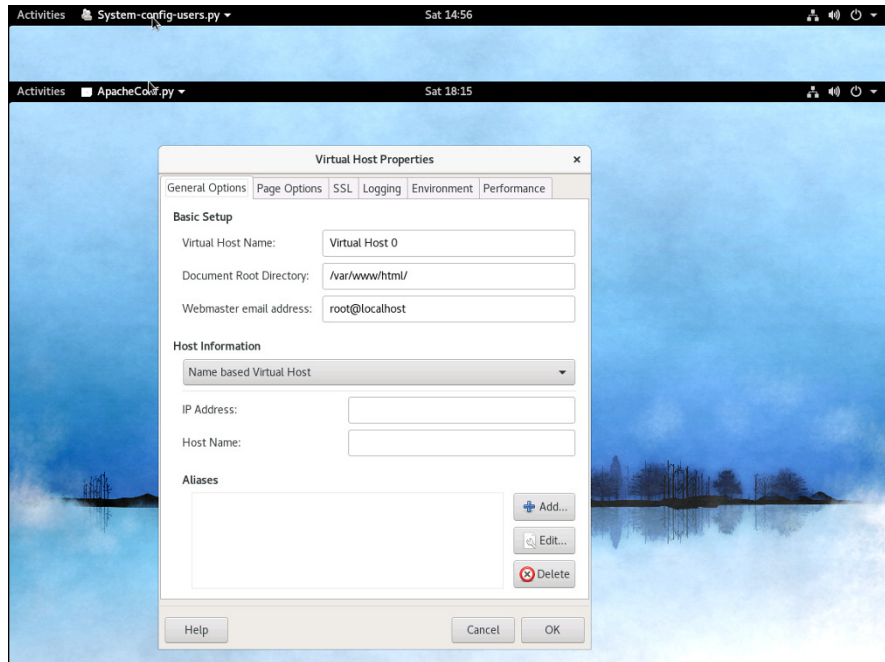 Activities System-config-users.py Sat 14:56
Activities ApacheConf.py Sat 18:15
Virtual Host Properties
General Options Page Options SSL Logging Environment Performance
Basic Setup
Virtual Host Name: Virtual Host 0
Document Root Directory: /var/www/html/
Webmaster email address: root@localhost
Host Information
Name based Virtual Host
IP Address:
Host Name:
Aliases
Add...
Edit...
Delete
Help Cancel OK